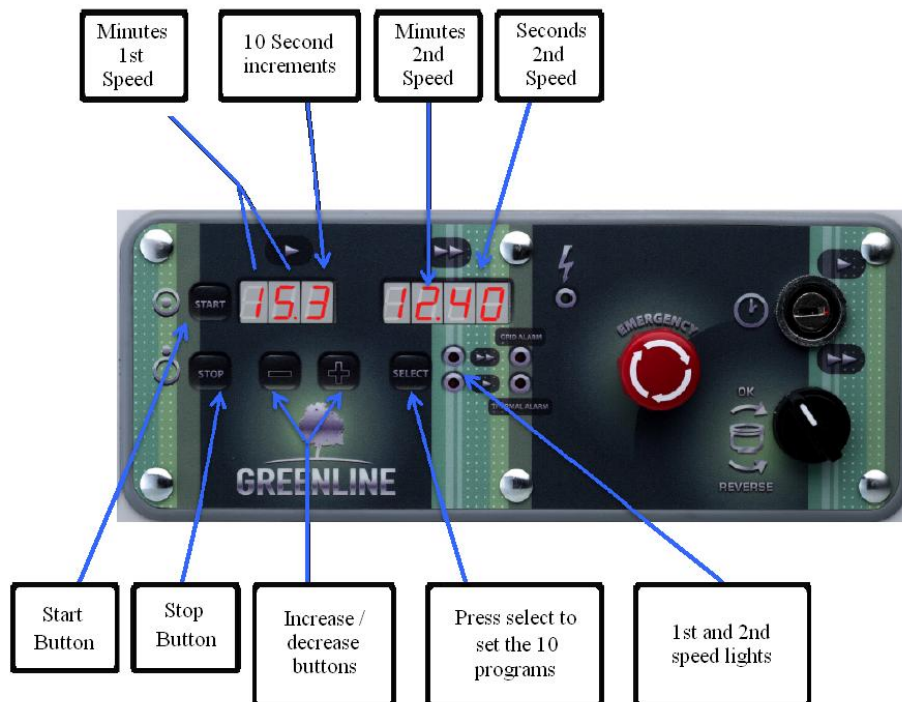 Minutes
1st
Speed
10 Second
increments
Minutes
2nd
Speed
Seconds
2nd
Speed
START
15.3
12.40
EMERGENCY
GRID ALARM
STOP
SELECT
THERMAL ALARM
OK
GREENLINE
REVERSE
Start
Button
Stop
Button
Increase /
decrease
buttons
Press select to
set the 10
programs
1st and 2nd
speed lights